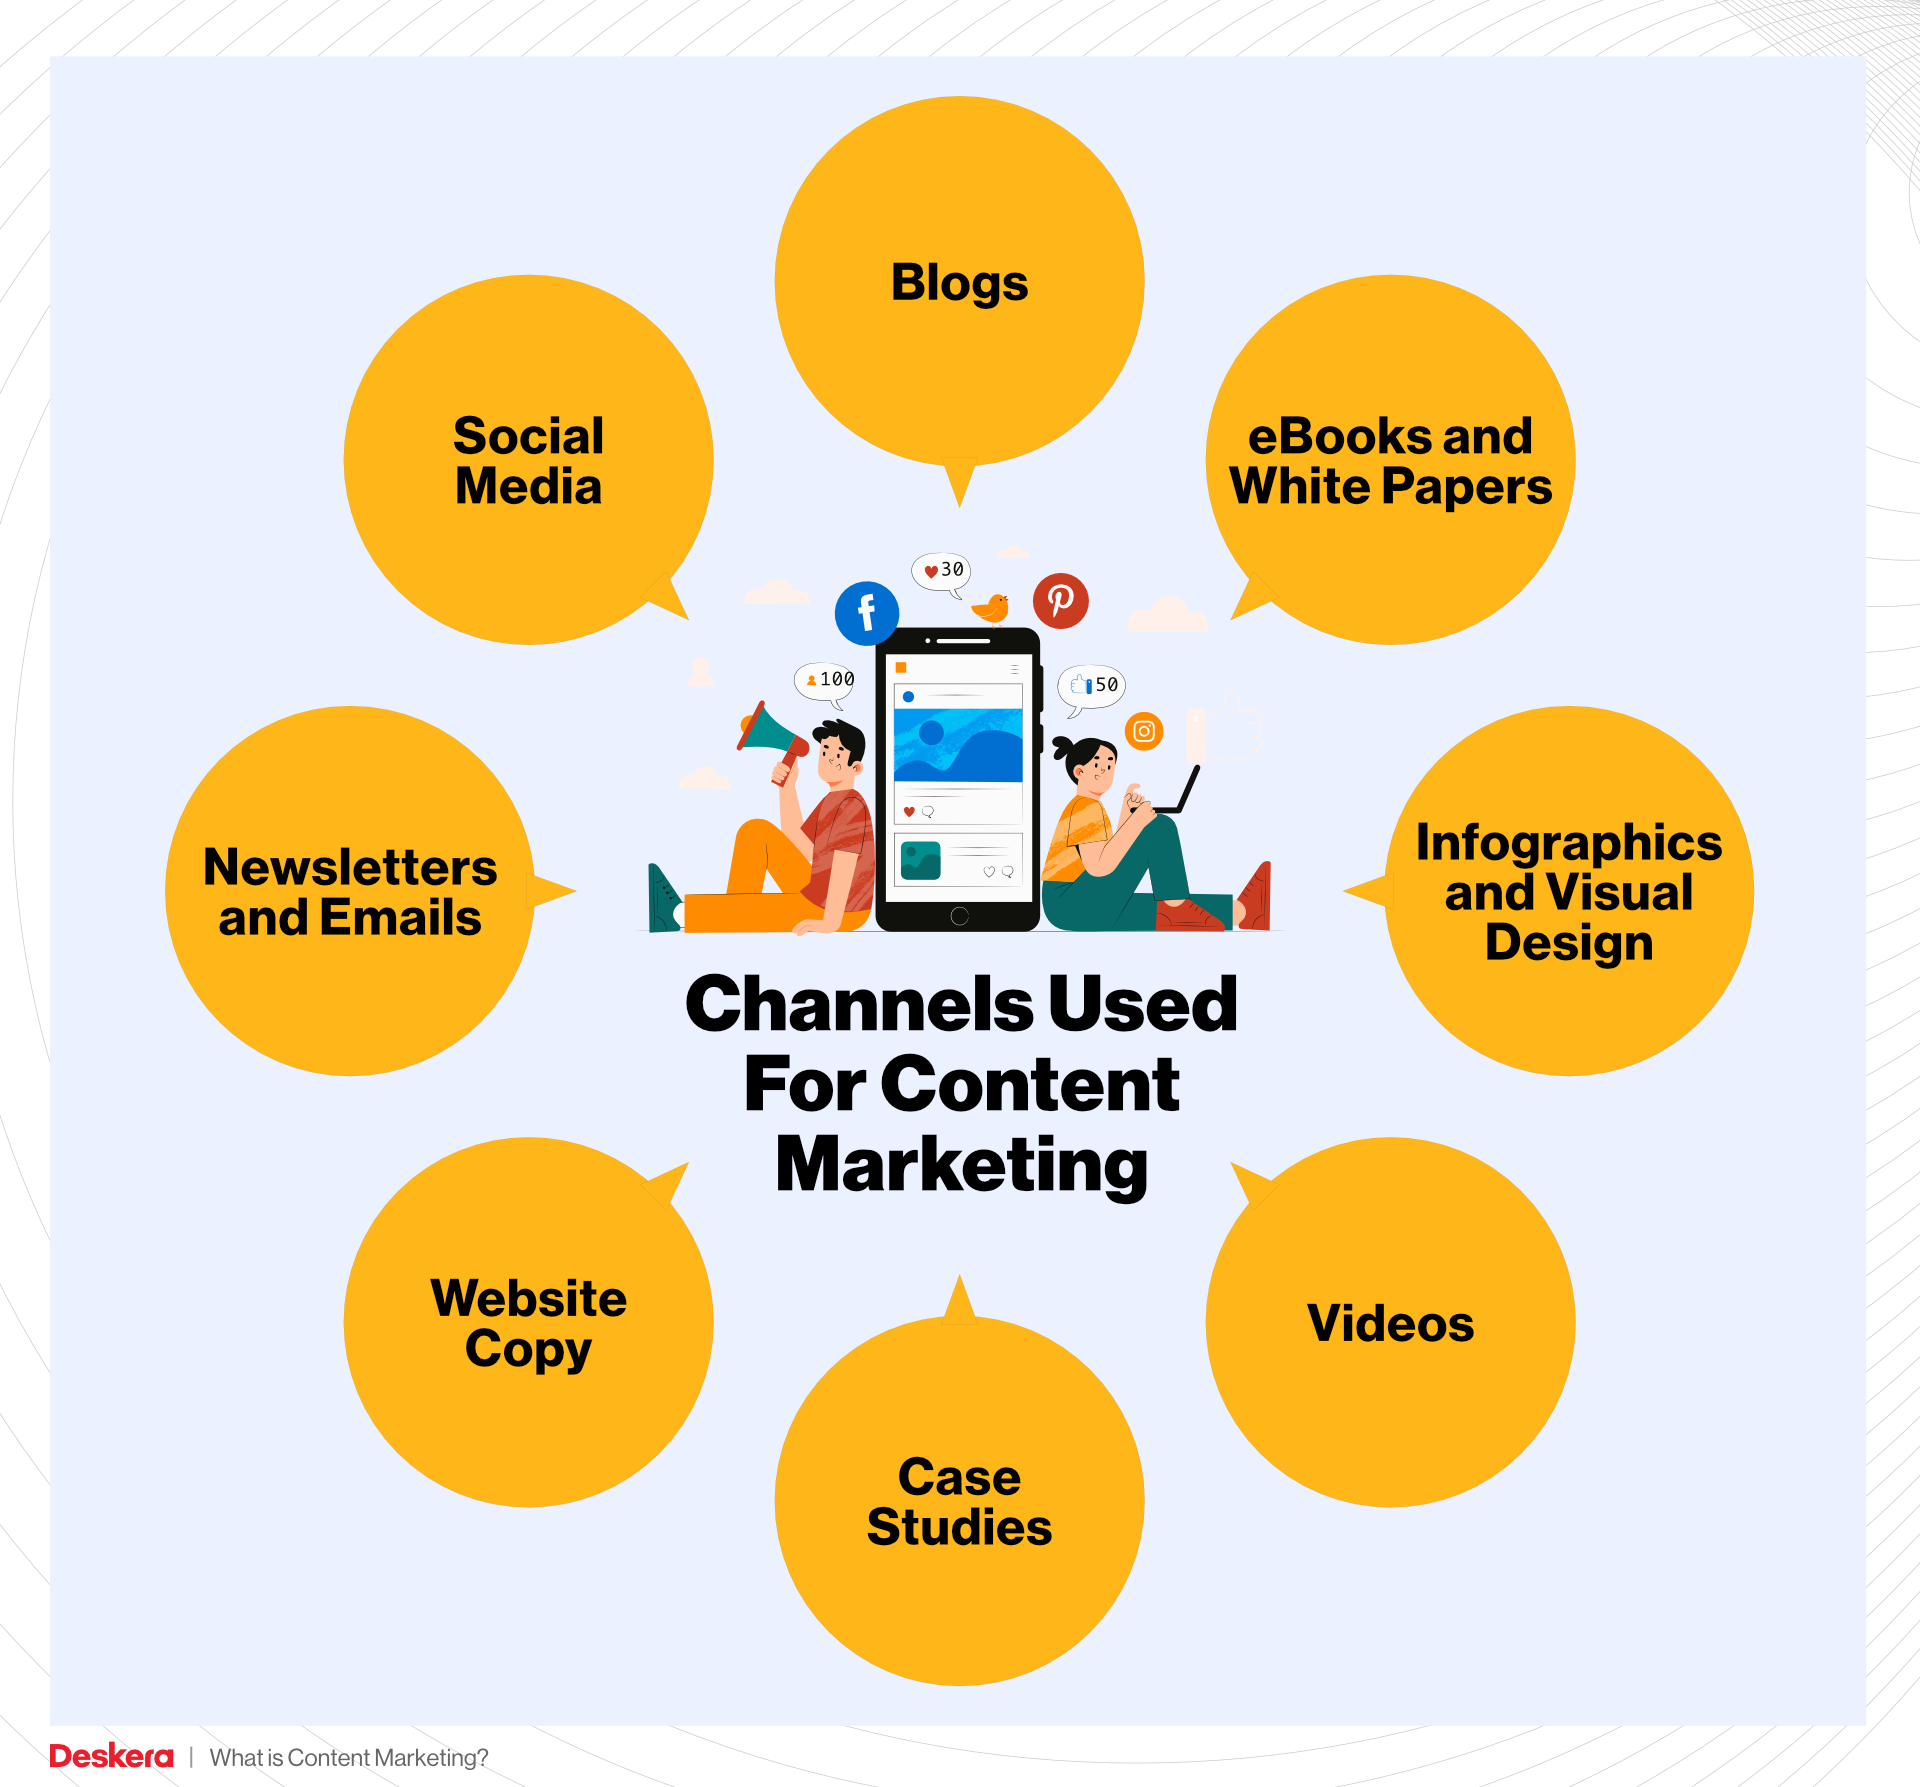 Blogs
Social
Media
eBooks and
White Papers
30
100
50
Newsletters
and Emails
Infographics
and Visual
Design
Channels Used
For Content
Marketing
Website
Copy
Videos
Case
Studies
Deskera | What is Content Marketing?